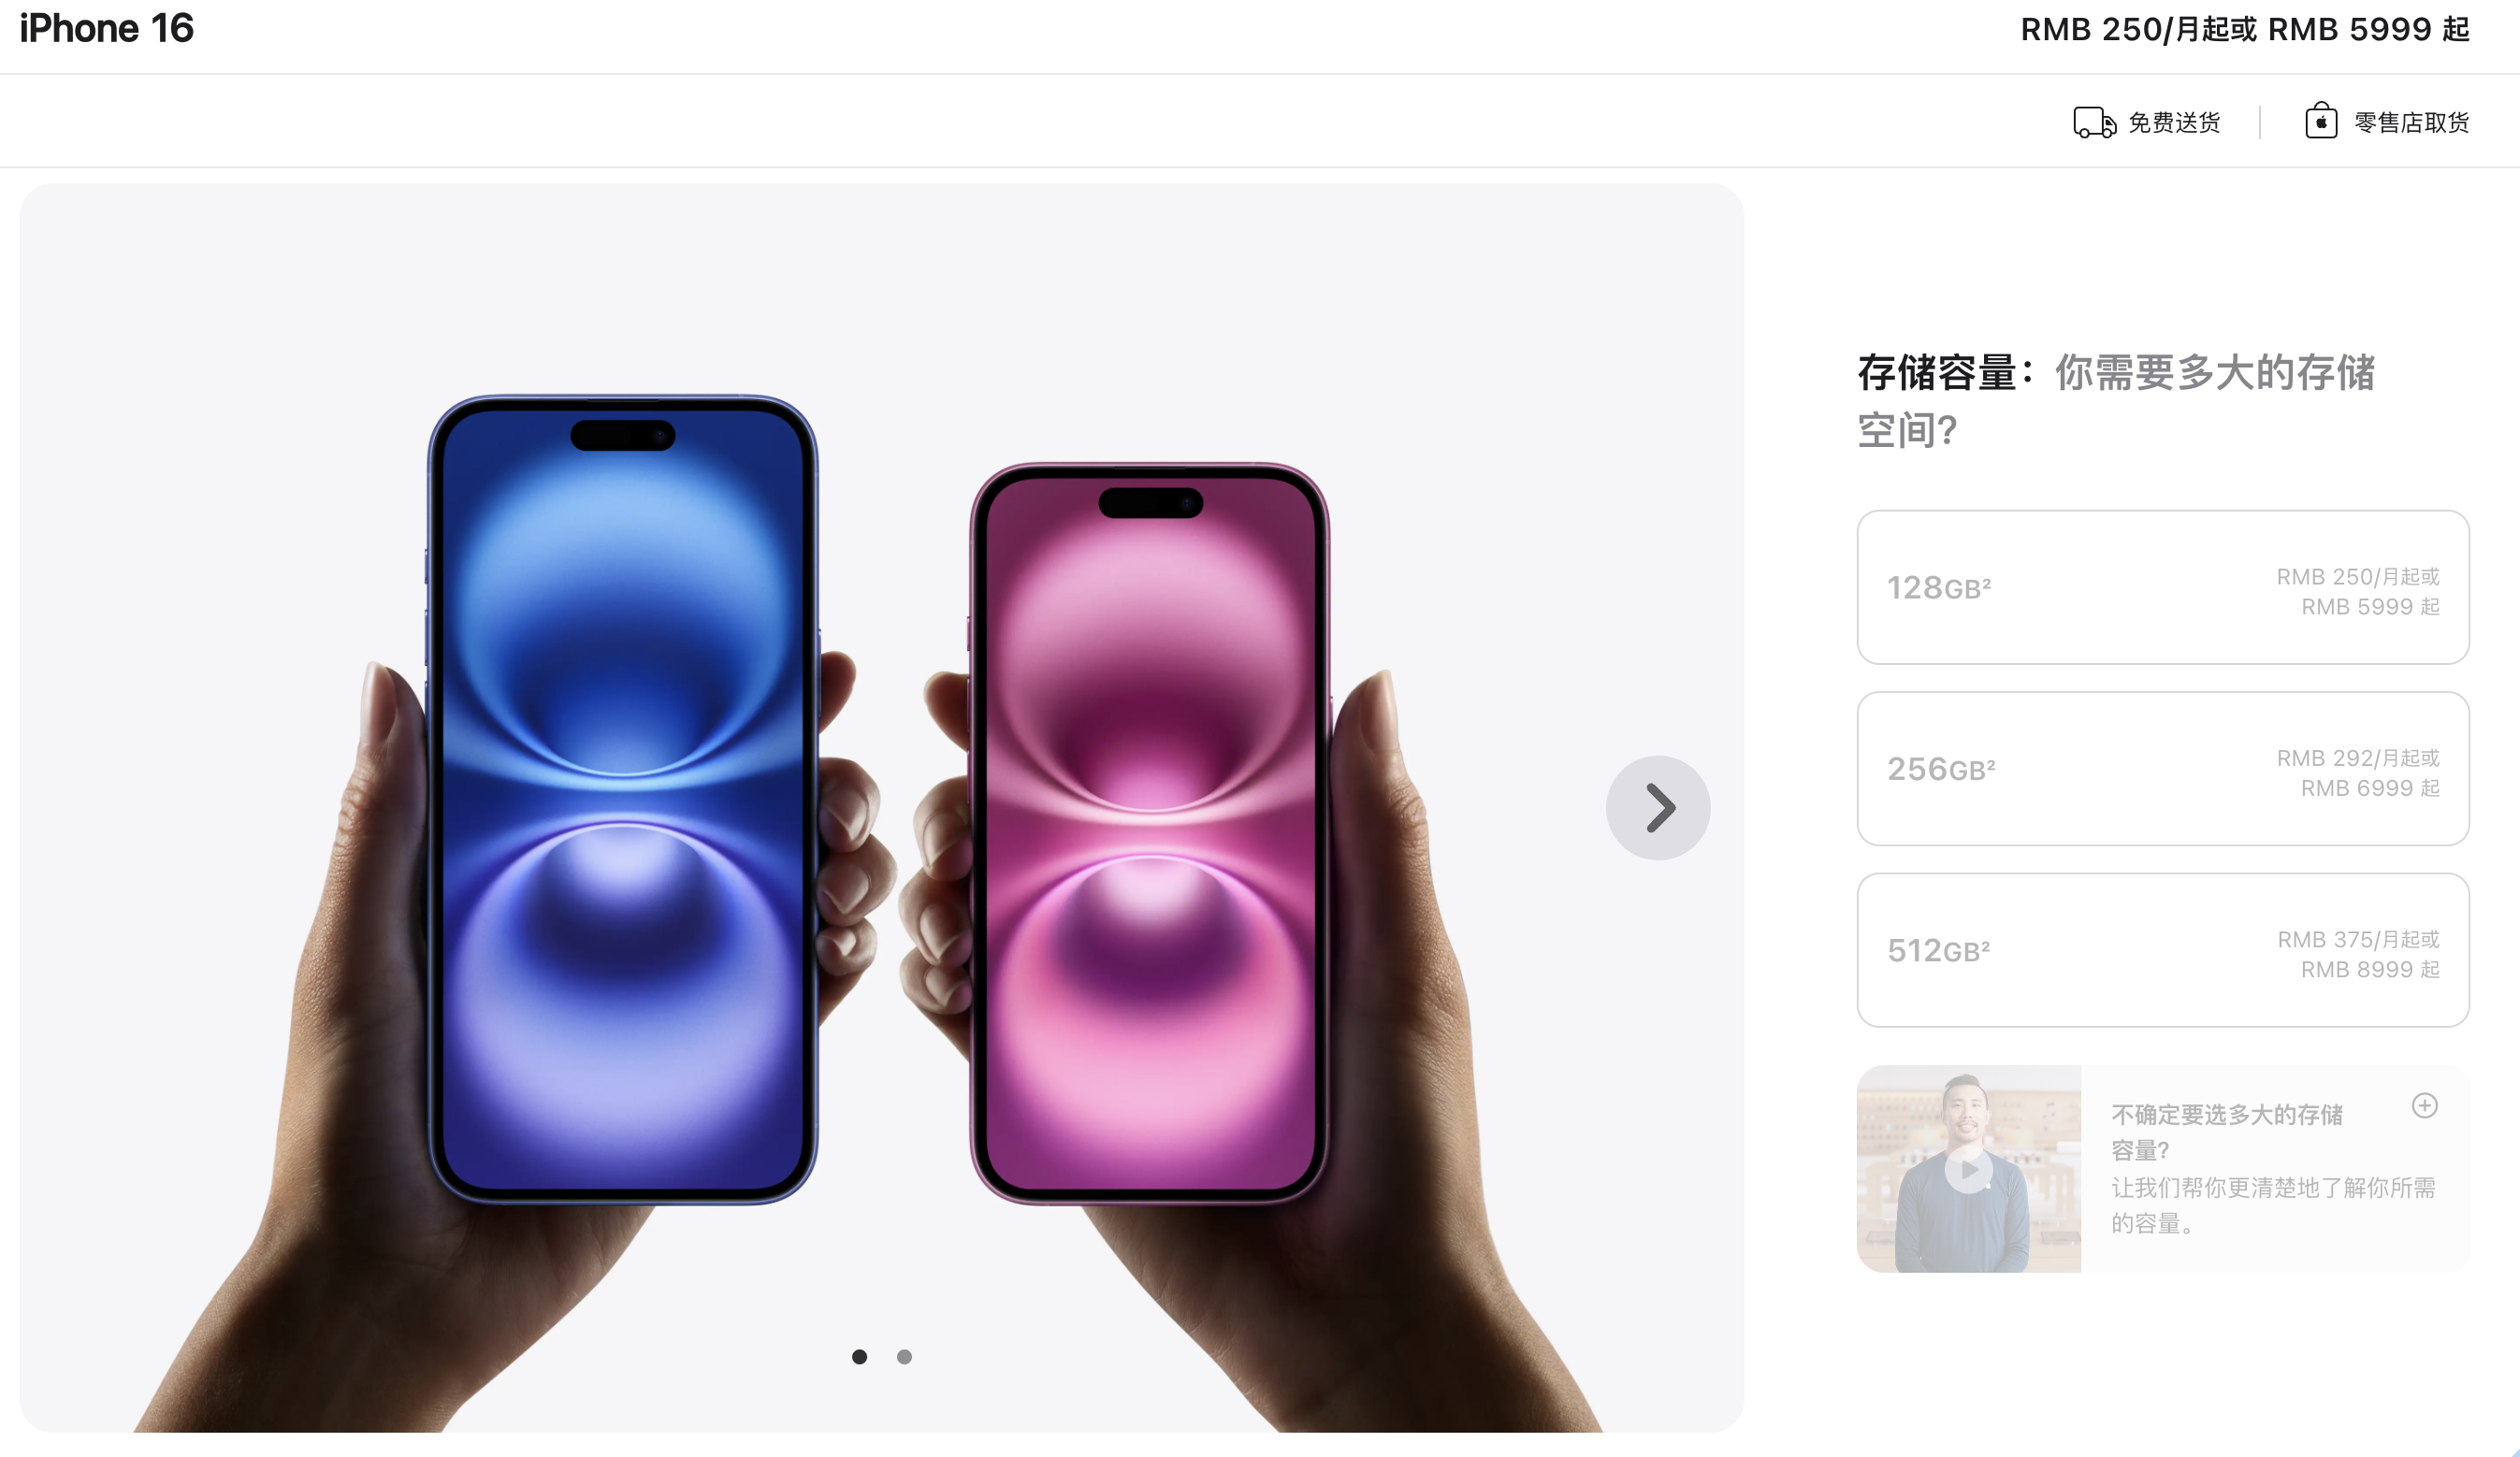 iPhone 16
RMB 250/月起或 RMB 5999 起
免费送货
零售店取货
存储容量：你需要多大的存储
空间？
128GB²
RMB 250/月起或
RMB 5999 起
256GB²
RMB 292/月起或
RMB 6999 起
512GB²
RMB 375/月起或
RMB 8999 起
不确定要选多大的存储
容量？
让我们帮你更清楚地了解你所需
的容量。